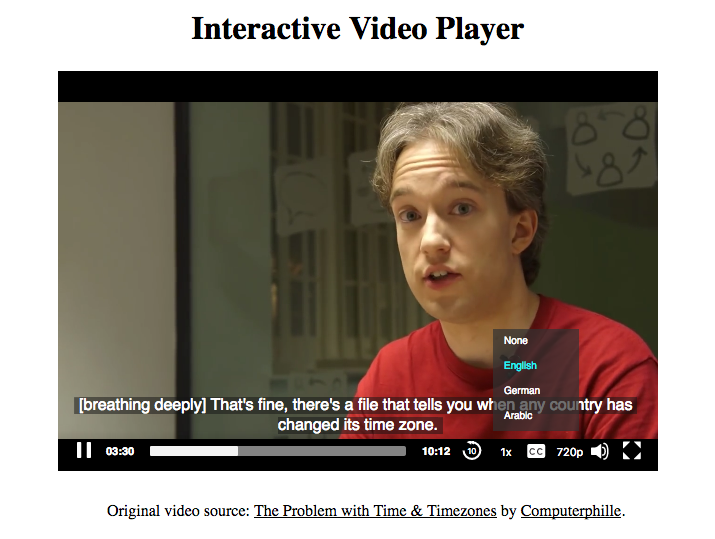 Interactive Video Player
None
English
German
Arabic
[breathing deeply] That's fine, there's a file that tells you when any country has
changed its time zone.
03:30 10:12 10 1x CC 720p
Original video source: The Problem with Time & Timezones by Computerphille.